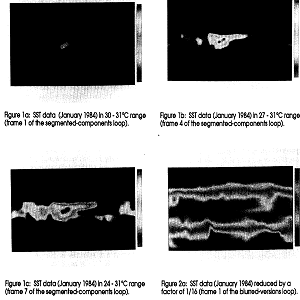 Figure 1a: SST data (January 1984) in 30 - 31°C range
(frame 1 of the segmented-components loop).
Figure 1b: SST data (January 1984) in 27 - 31°C range
(frame 4 of the segmented-components loop).
Figure 1c: SST data (January 1984) in 24 - 31°C range
(frame 7 of the segmented-components loop).
Figure 2a: SST data (January 1984) reduced by a
factor of 1/16 (frame 1 of the blurred-versions loop).